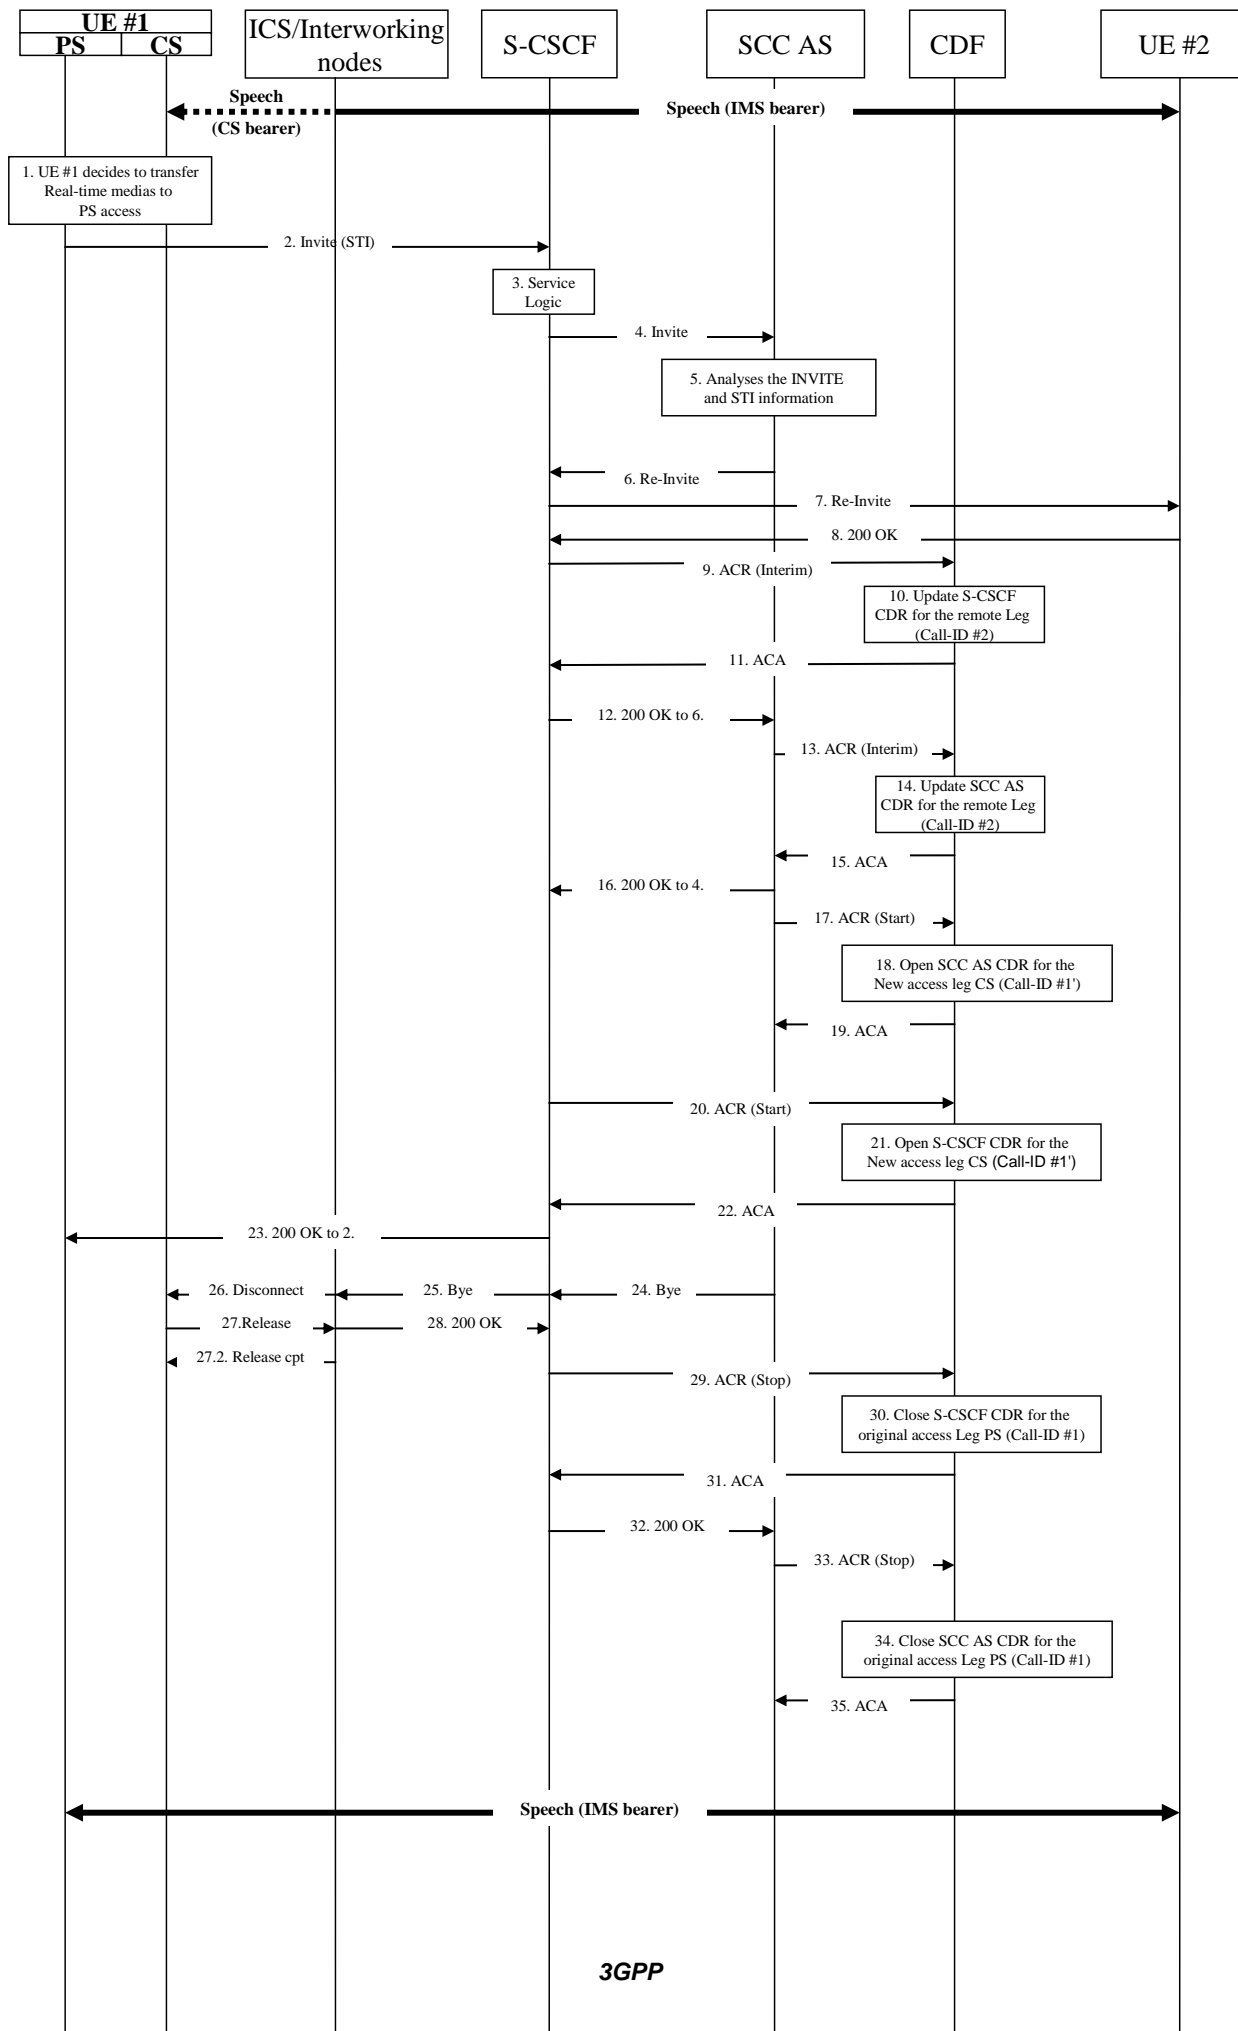 UE #1
PS CS
ICS/Interworking
nodes
S-CSCF
SCC AS
CDF
UE #2
Speech
(CS bearer)
Speech (IMS bearer)
1. UE #1 decides to transfer
Real-time medias to
PS access
2. Invite (STI)
3. Service
Logic
4. Invite
5. Analyses the INVITE
and STI information
6. Re-Invite
7. Re-Invite
8. 200 OK
9. ACR (Interim)
10. Update S-CSCF
CDR for the remote Leg
(Call-ID #2)
11. ACA
12. 200 OK to 6.
13. ACR (Interim)
14. Update SCC AS
CDR for the remote Leg
(Call-ID #2)
15. ACA
16. 200 OK to 4.
17. ACR (Start)
18. Open SCC AS CDR for the
New access leg CS (Call-ID #1')
19. ACA
20. ACR (Start)
21. Open S-CSCF CDR for the
New access leg CS (Call-ID #1')
22. ACA
23. 200 OK to 2.
26. Disconnect
25. Bye
24. Bye
27.Release
28. 200 OK
27.2. Release cpt
29. ACR (Stop)
30. Close S-CSCF CDR for the
original access Leg PS (Call-ID #1)
31. ACA
32. 200 OK
33. ACR (Stop)
34. Close SCC AS CDR for the
original access Leg PS (Call-ID #1)
35. ACA
Speech (IMS bearer)
3GPP